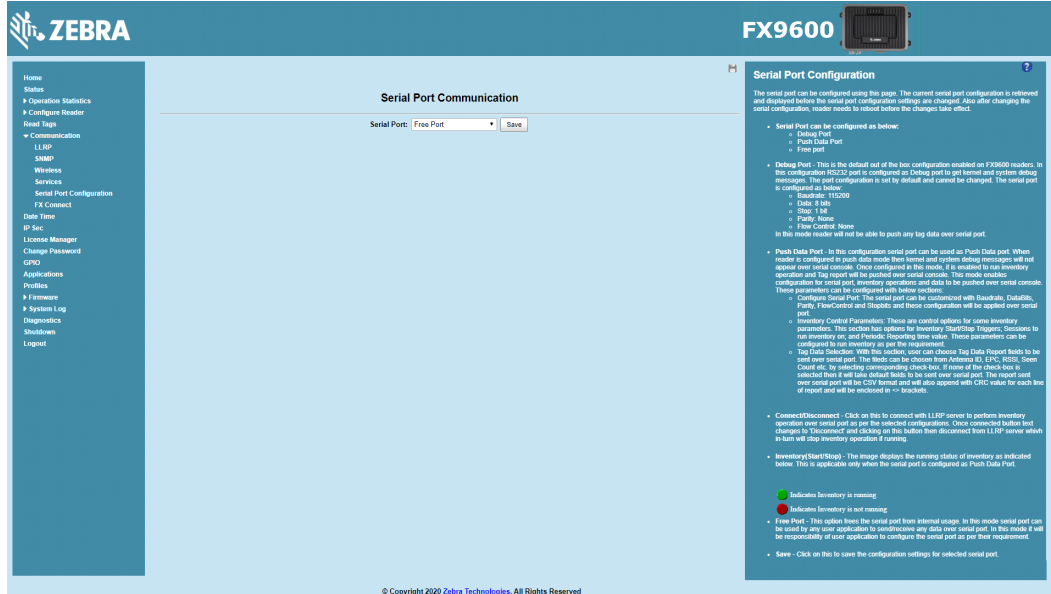 ZEBRA
FX9600
Home
Status
Operation Statistics
Configure Reader
Read Tags
Communication
LLRP
SNMP
Wireless
Services
Serial Port Configuration
FX Connect
Date Time
IP Sec
License Manager
Change Password
GPIO
Applications
Profiles
Firmware
System Log
Diagnostics
Shutdown
Logout
Serial Port Communication
Serial Port: Free Port Save
?
Serial Port Configuration
The serial port can be configured using this page. The current serial port configuration is retrieved
and displayed before the serial port configuration settings are changed. Also after changing the
serial configuration, reader needs to reboot before the changes take effect.
Serial Port can be configured as below:
Debug Port
Push Data Port
Free port
Debug Port - This is the default out of the box configuration enabled on FX9600 readers. In
this configuration RS232 port is configured as Debug port to get kernel and system debug
messages. The port configuration is set by default and cannot be changed. The serial port
is configured as below:
Baudrate: 115200
Data: 8 bits
Stop: 1 bit
Parity: None
Flow Control: None
In this mode reader will not be able to push any tag data over serial port.
Push Data Port - In this configuration serial port can be used as Push Data port. When
reader is configured in push data mode then kernel and system debug messages will not
appear over serial console. Once configured in this mode, it is enabled to run inventory
operation and Tag report will be pushed over serial console. This mode enables
configuration for serial port, inventory operations and data to be pushed over serial console.
These parameters can be configured with below sections:
Configure Serial Port: The serial port can be customized with Baudrate, DataBits,
Parity, FlowControl and Stopbits and these configuration will be applied over serial
port.
Inventory Control Parameters: These are control options for some inventory
parameters. This section has options for Inventory Start/Stop Triggers; Sessions to
run inventory on; and Periodic Reporting time value. These parameters can be
configured to run inventory as per the requirement.
Tag Data Selection: With this section; user can choose Tag Data Report fields to be
sent over serial port. The fileds can be chosen from Antenna ID, EPC, RSSI, Seen
Count etc. by selecting corresponding check-box. If none of the check-box is
selected then it will take default fields to be sent over serial port. The report sent
over serial port will be CSV format and will also append with CRC value for each line
of report and will be enclosed in <> brackets.
Connect/Disconnect - Click on this to connect with LLRP server to perform inventory
operation over serial port as per the selected configurations. Once connected button text
changes to 'Disconnect' and clicking on this button then disconnect from LLRP server whivh
in-turn will stop inventory operation if running.
Inventory(Start/Stop) - The image displays the running status of inventory as indicated
below. This is applicable only when the serial port is configured as Push Data Port.
Indicates Inventory is running
Indicates Inventory is not running
Free Port - This option frees the serial port from internal usage. In this mode serial port can
be used by any user application to send/receive any data over serial port. In this mode it will
be responsibility of user application to configure the serial port as per their requirement.
Save - Click on this to save the configuration settings for selected serial port.
© Copyright 2020 Zebra Technologies. All Rights Reserved